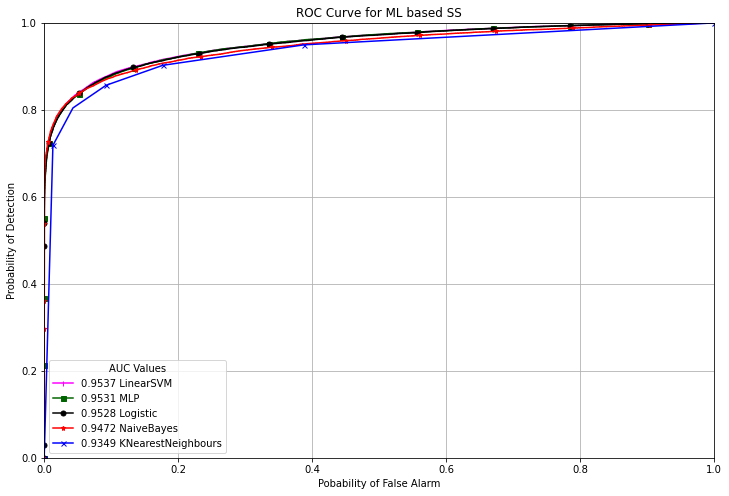 ROC Curve for ML based SS
1.0
0.8
0.6
0.4
0.2
0.0
Probability of Detection
AUC Values
0.9537 LinearSVM
0.9531 MLP
0.9528 Logistic
0.9472 NaiveBayes
0.9349 KNearestNeighbours
0.0 0.2 0.4 0.6 0.8 1.0
Pobability of False Alarm